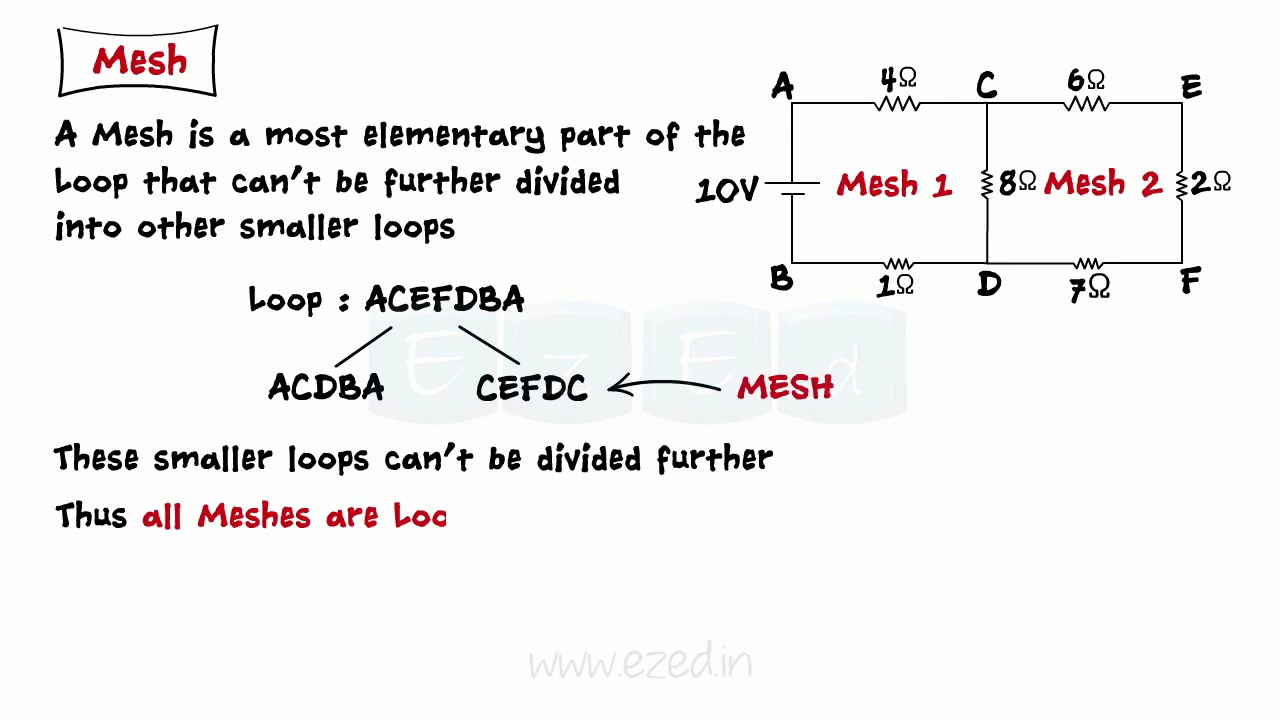 Mesh
A Mesh is a most elementary part of the
Loop that can't be further divided
into other smaller loops
Loop : ACEFDBA
ACDBA CEFDC MESH
These smaller loops can't be divided further
Thus all Meshes are Loo
A 4Ω C 6Ω E
10V Mesh 1 8Ω Mesh 2 2Ω
B 1Ω D 7Ω F
EzEd
www.ezed.in